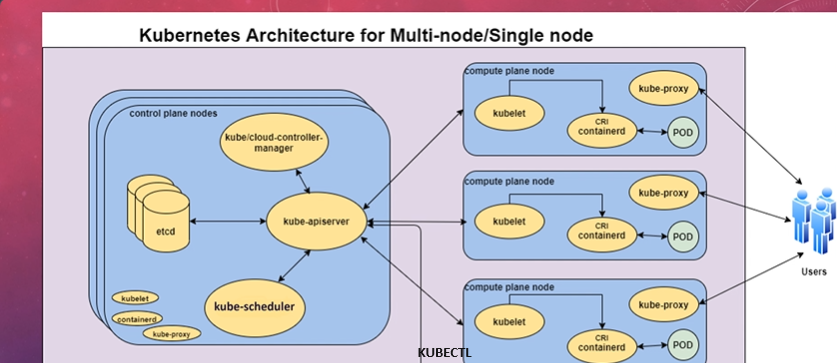 Kubernetes Architecture for Multi-node/Single node
control plane nodes
kube/cloud-controller-
manager
etcd
kube-apiserver
kube-scheduler
kubelet
containerd
kube-proxy
compute plane node
kubelet
kube-proxy
CRI
containerd
POD
compute plane node
kubelet
kube-proxy
CRI
containerd
POD
compute plane node
kubelet
kube-proxy
CRI
containerd
POD
Users
KUBECTL